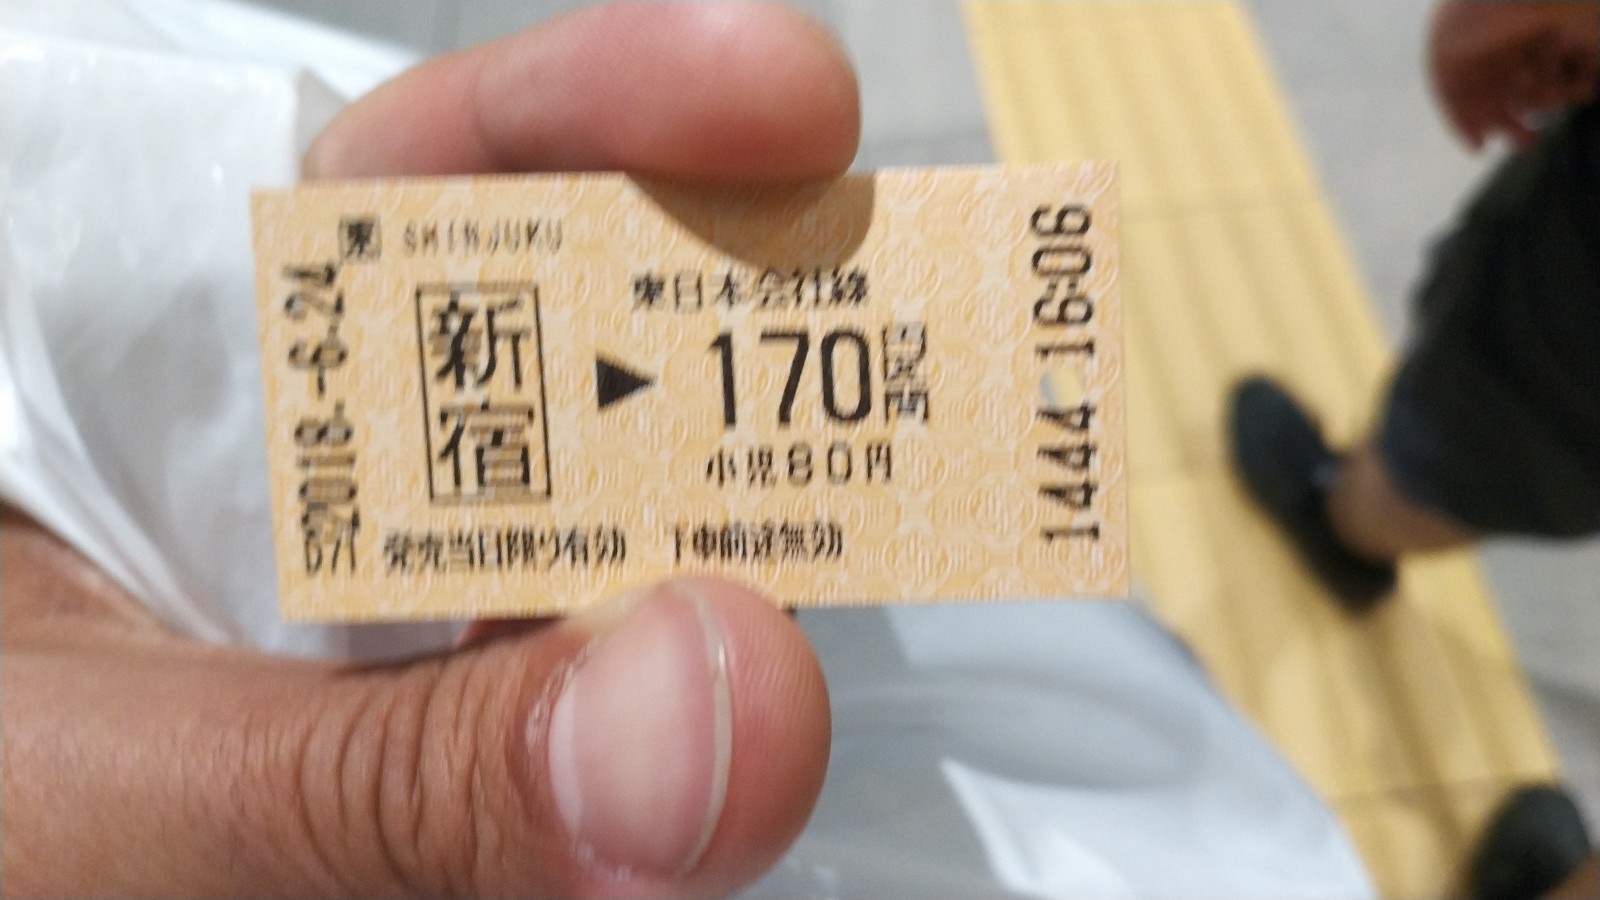 東 SHINJUKU
新宿
東日本会社線
▶ 170円区間
小児80円
発売当日限り有効 下車前途無効
2018.-6.24
1444 16:06